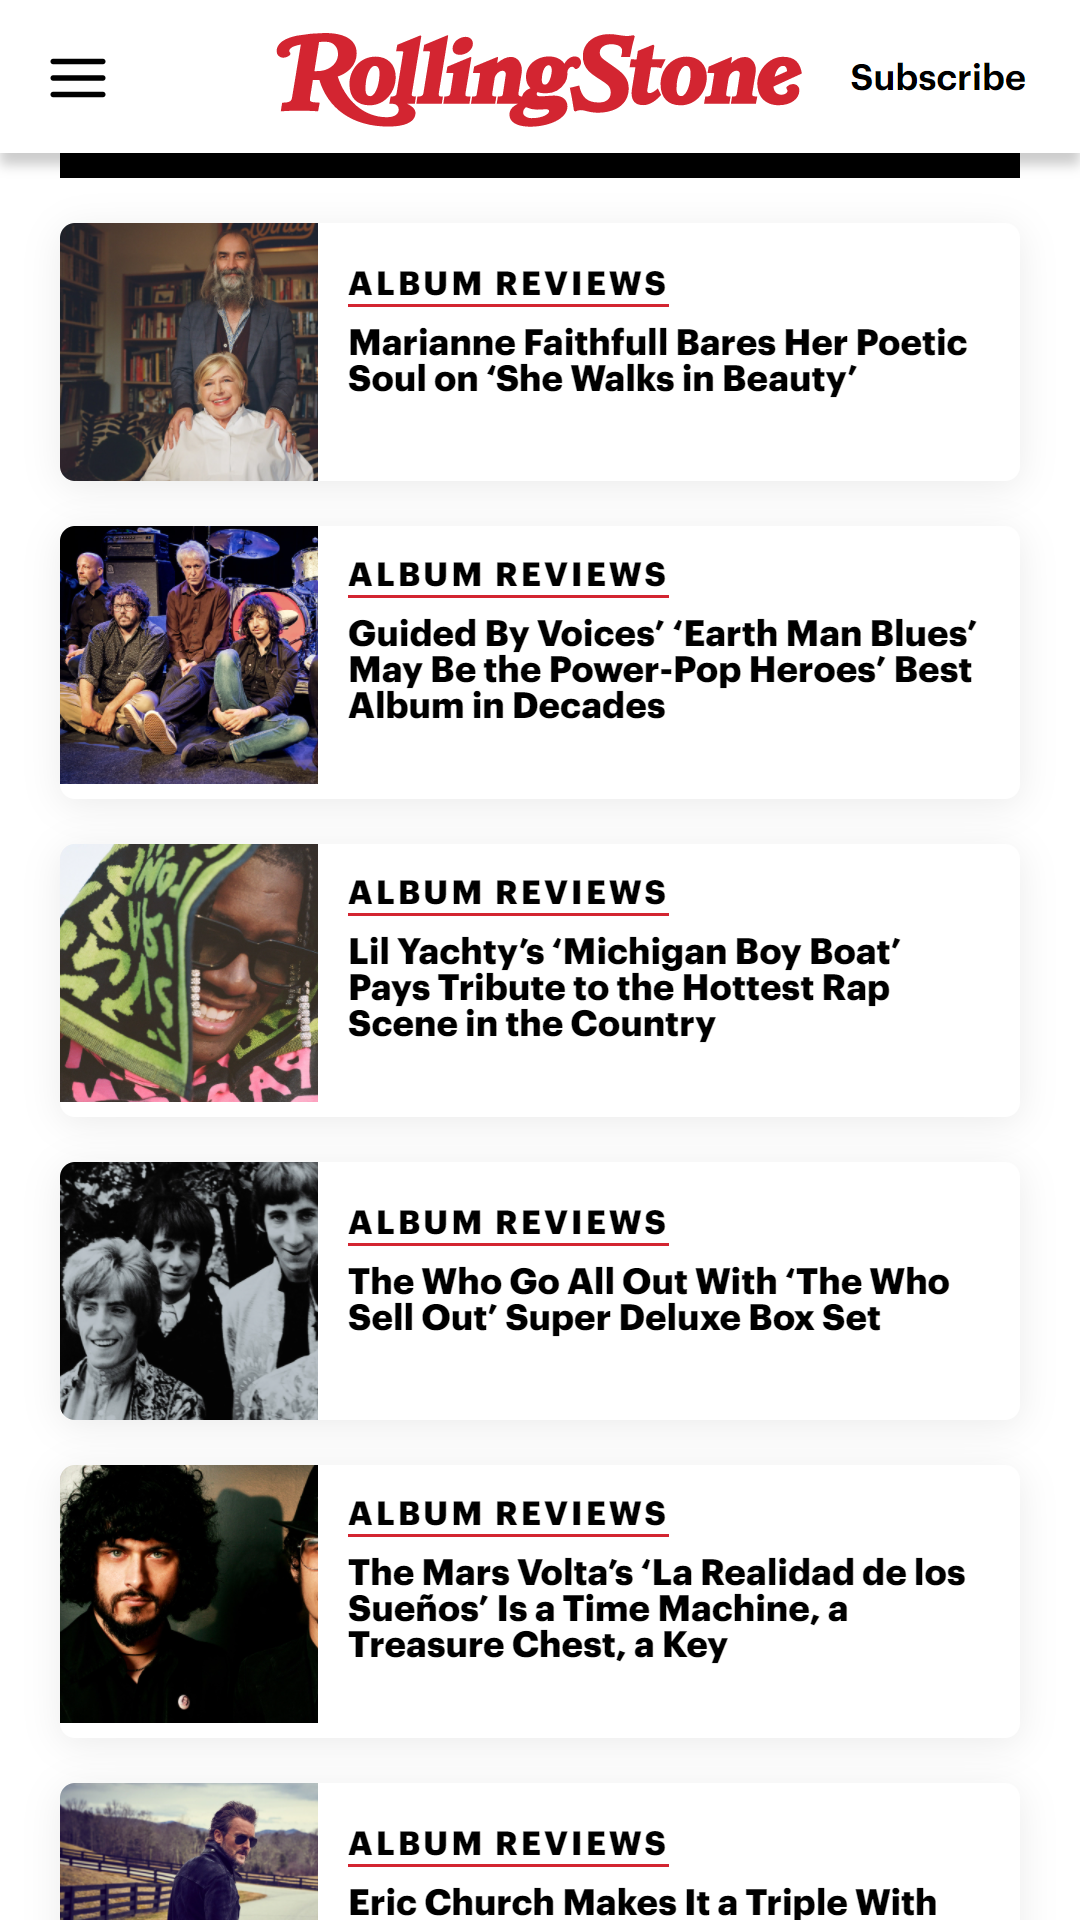 RollingStone
Subscribe
ALBUM REVIEWS
Marianne Faithfull Bares Her Poetic
Soul on ‘She Walks in Beauty’
ALBUM REVIEWS
Guided By Voices’ ‘Earth Man Blues’
May Be the Power-Pop Heroes’ Best
Album in Decades
ALBUM REVIEWS
Lil Yachty’s ‘Michigan Boy Boat’
Pays Tribute to the Hottest Rap
Scene in the Country
ALBUM REVIEWS
The Who Go All Out With ‘The Who
Sell Out’ Super Deluxe Box Set
ALBUM REVIEWS
The Mars Volta’s ‘La Realidad de los
Sueños’ Is a Time Machine, a
Treasure Chest, a Key
ALBUM REVIEWS
Eric Church Makes It a Triple With